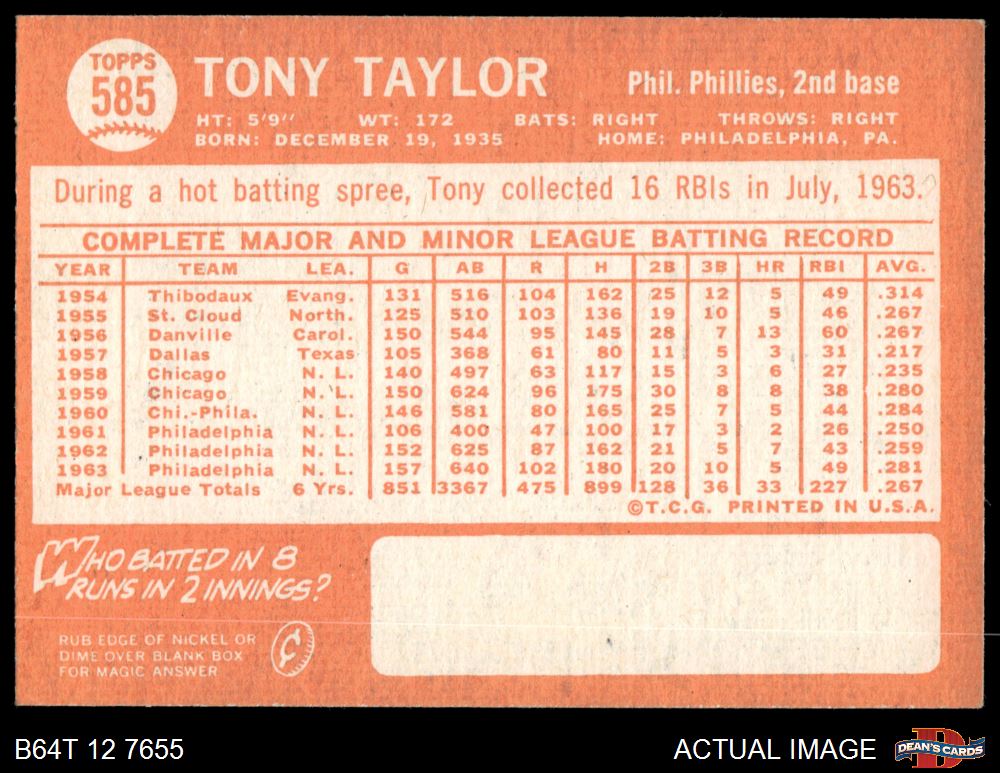 TOPPS
585
TONY TAYLOR
Phil. Phillies, 2nd base
HT: 5'9" WT: 172 BATS: RIGHT THROWS: RIGHT
BORN: DECEMBER 19, 1935 HOME: PHILADELPHIA, PA.
During a hot batting spree, Tony collected 16 RBIs in July, 1963.
COMPLETE MAJOR AND MINOR LEAGUE BATTING RECORD
YEAR TEAM LEA. G AB R H 2B 3B HR RBI AVG.
1954 Thibodaux Evang. 131 516 104 162 25 12 5 49 .314
1955 St. Cloud North. 125 510 103 136 19 10 5 46 .267
1956 Danville Carol. 150 544 95 145 28 7 13 60 .267
1957 Dallas Texas 105 368 61 80 11 5 3 31 .217
1958 Chicago N. L. 140 497 63 117 15 3 6 27 .235
1959 Chicago N. L. 150 624 96 175 30 8 8 38 .280
1960 Chi.-Phila. N. L. 146 581 80 165 25 7 5 44 .284
1961 Philadelphia N. L. 106 400 47 100 17 3 2 26 .250
1962 Philadelphia N. L. 152 625 87 162 21 5 7 43 .259
1963 Philadelphia N. L. 157 640 102 180 20 10 5 49 .281
Major League Totals 6 Yrs. 851 3367 475 899 128 36 33 227 .267
©T.C.G. PRINTED IN U.S.A.
WHO BATTED IN 8
RUNS IN 2 INNINGS?
RUB EDGE OF NICKEL OR
DIME OVER BLANK BOX
FOR MAGIC ANSWER
¢
B64T 12 7655
ACTUAL IMAGE
D
DEAN'S CARDS